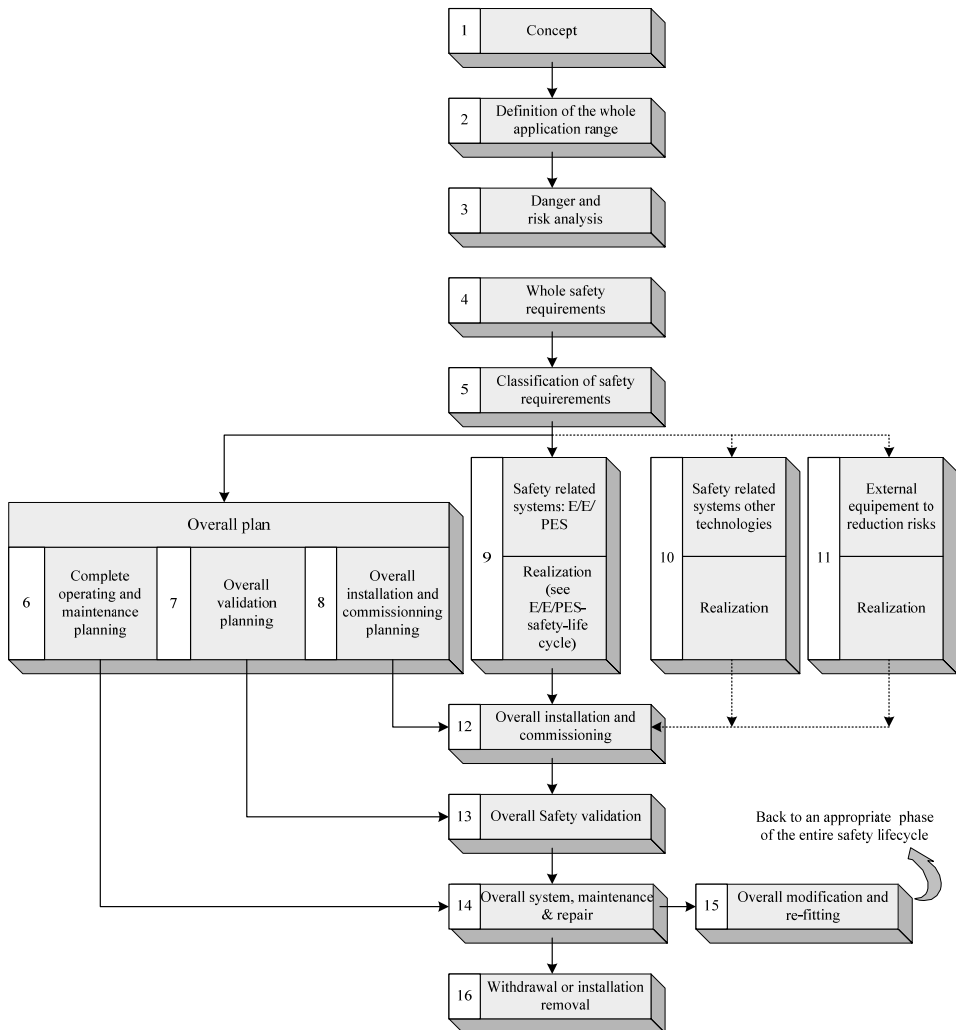 1
Concept
2
Definition of the whole
application range
3
Danger and
risk analysis
4
Whole safety
requirements
5
Classification of safety
requirerements
Overall plan
6
Complete
operating and
maintenance
planning
7
Overall
validation
planning
8
Overall
installation and
commissionning
planning
9
Safety related
systems: E/E/
PES
Realization
(see
E/E/PES-
safety-life
cycle)
10
Safety related
systems other
technologies
Realization
11
External
equipement to
reduction risks
Realization
12
Overall installation and
commissioning
13
Overall Safety validation
Back to an appropriate phase
of the entire safety lifecycle
14
Overall system, maintenance
& repair
15
Overall modification and
re-fitting
16
Withdrawal or installation
removal